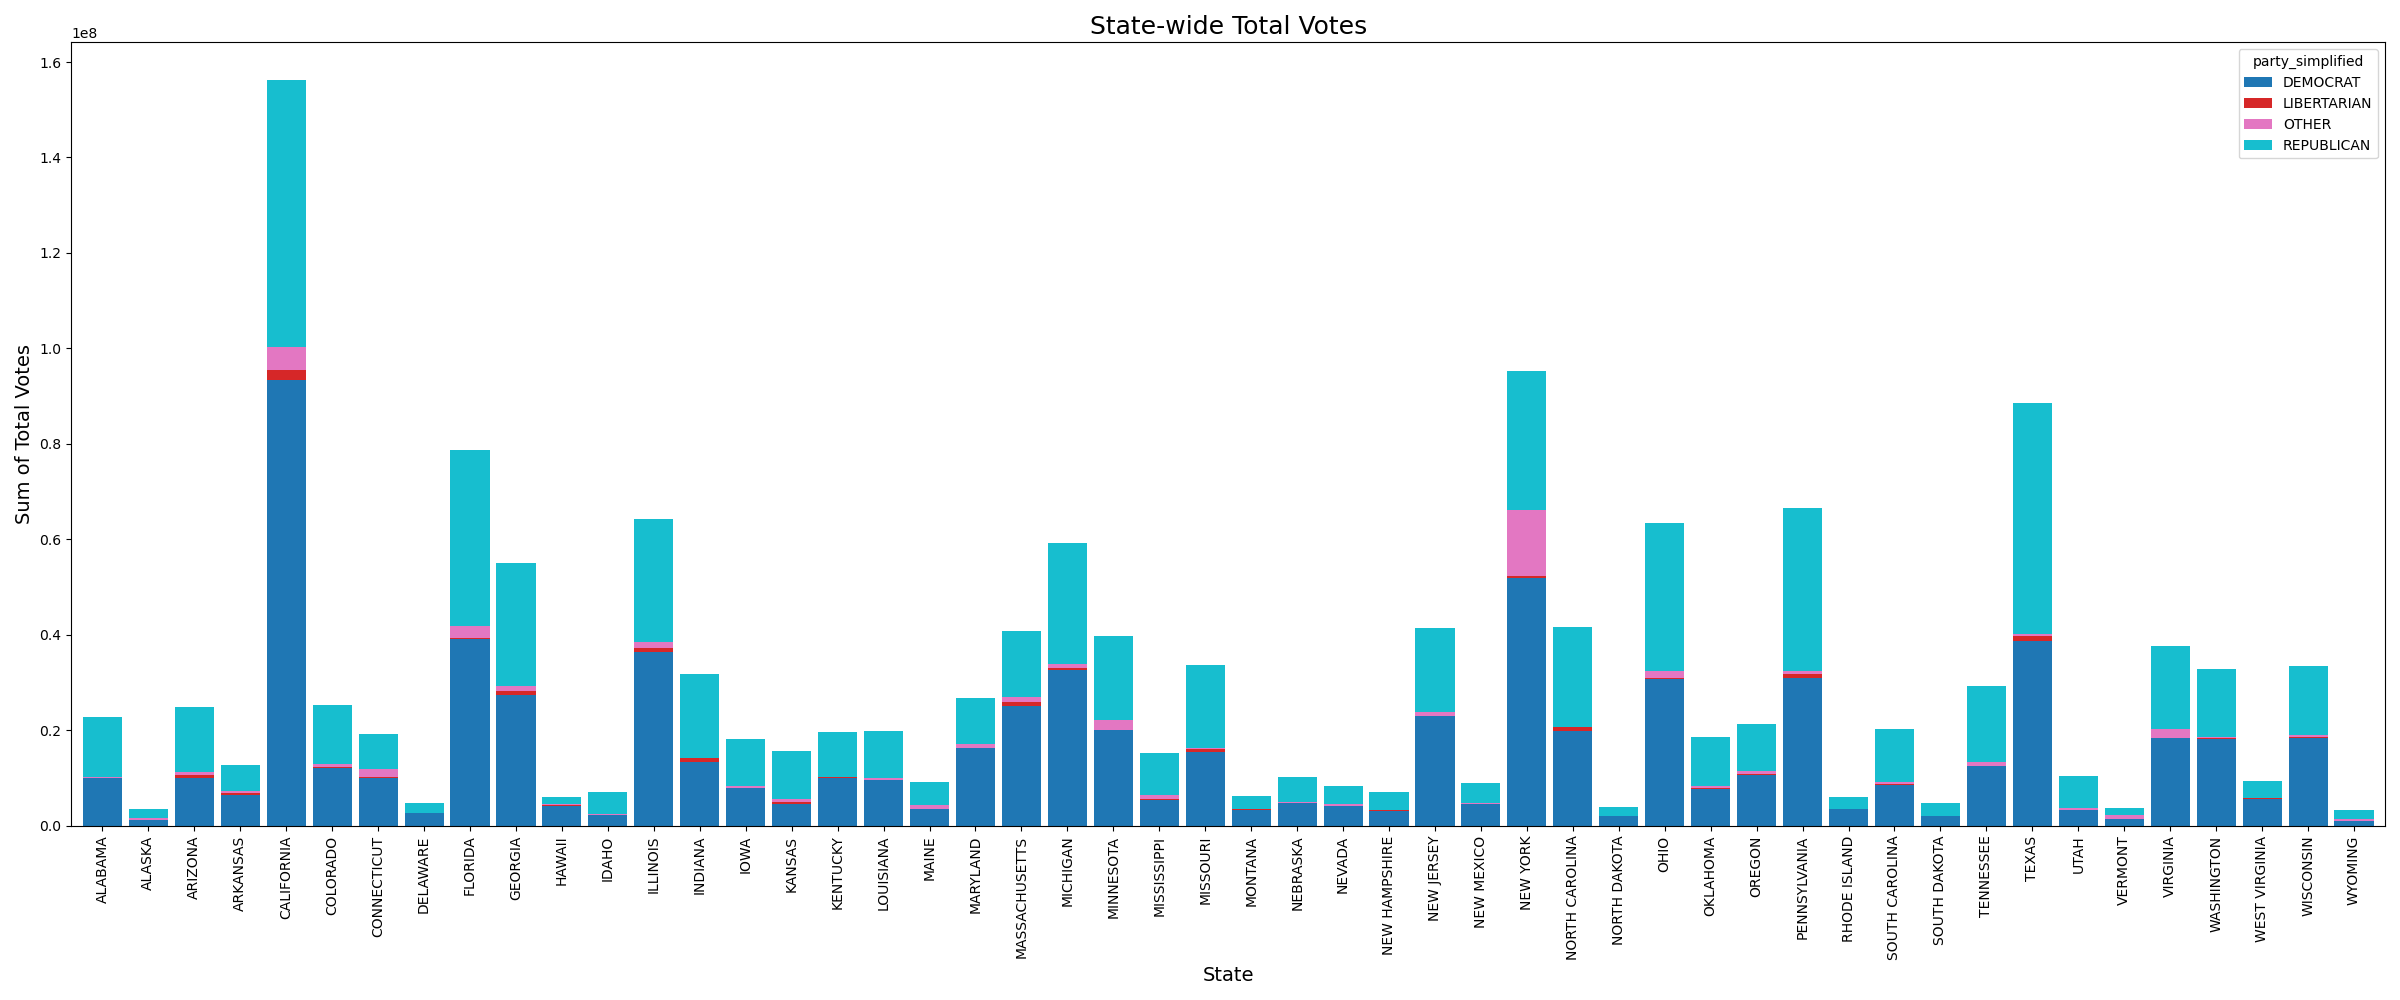 State-wide Total Votes
1e8
1.6
1.4
1.2
1.0
0.8
0.6
0.4
0.2
0.0
Sum of Total Votes
party_simplified
DEMOCRAT
LIBERTARIAN
OTHER
REPUBLICAN
ALABAMA
ALASKA
ARIZONA
ARKANSAS
CALIFORNIA
COLORADO
CONNECTICUT
DELAWARE
FLORIDA
GEORGIA
HAWAII
IDAHO
ILLINOIS
INDIANA
IOWA
KANSAS
KENTUCKY
LOUISIANA
MAINE
MARYLAND
MASSACHUSETTS
MICHIGAN
MINNESOTA
MISSISSIPPI
MISSOURI
MONTANA
NEBRASKA
NEVADA
NEW HAMPSHIRE
NEW JERSEY
NEW MEXICO
NEW YORK
NORTH CAROLINA
NORTH DAKOTA
OHIO
OKLAHOMA
OREGON
PENNSYLVANIA
RHODE ISLAND
SOUTH CAROLINA
SOUTH DAKOTA
TENNESSEE
TEXAS
UTAH
VERMONT
VIRGINIA
WASHINGTON
WEST VIRGINIA
WISCONSIN
WYOMING
State